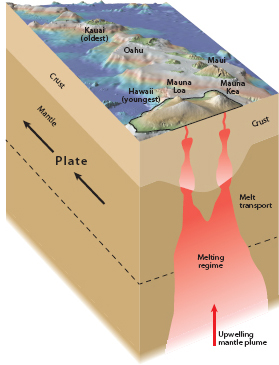 Kauai
(oldest)
Oahu
Maui
Mauna
Loa
Mauna
Kea
Hawaii
(youngest)
Crust
Mantle
Plate
Crust
Melt
transport
Melting
regime
Upwelling
mantle plume